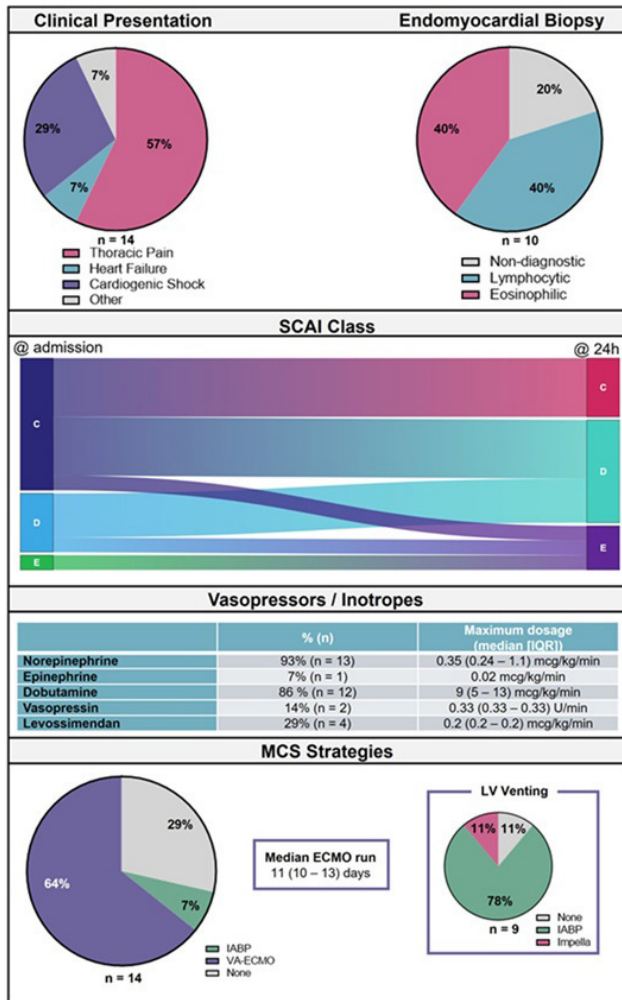 Clinical Presentation
Endomyocardial Biopsy
7%
29%
57%
7%
n = 14
Thoracic Pain
Heart Failure
Cardiogenic Shock
Other
20%
40%
40%
n = 10
Non-diagnostic
Lymphocytic
Eosinophilic
SCAI Class
@ admission
@ 24h
C
D
E
C
D
E
Vasopressors / Inotropes
% (n)
Maximum dosage
(median [IQR])
Norepinephrine 93% (n = 13) 0.35 (0.24 – 1.1) mcg/kg/min
Epinephrine 7% (n = 1) 0.02 mcg/kg/min
Dobutamine 86 % (n = 12) 9 (5 – 13) mcg/kg/min
Vasopressin 14% (n = 2) 0.33 (0.33 – 0.33) U/min
Levossimendan 29% (n = 4) 0.2 (0.2 – 0.2) mcg/kg/min
MCS Strategies
29%
64%
7%
n = 14
IABP
VA-ECMO
None
Median ECMO run
11 (10 – 13) days
LV Venting
11%
11%
78%
n = 9
None
IABP
Impella